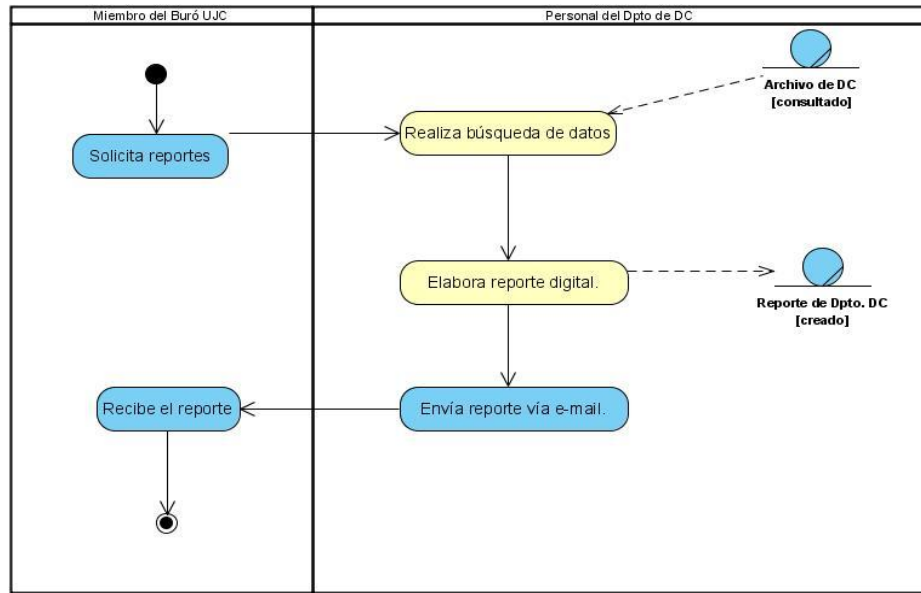 Miembro del Buró UJC
Personal del Dpto de DC
Archivo de DC
[consultado]
Realiza búsqueda de datos
Solicita reportes
Elabora reporte digital.
Reporte de Dpto. DC
[creado]
Recibe el reporte
Envía reporte vía e-mail.